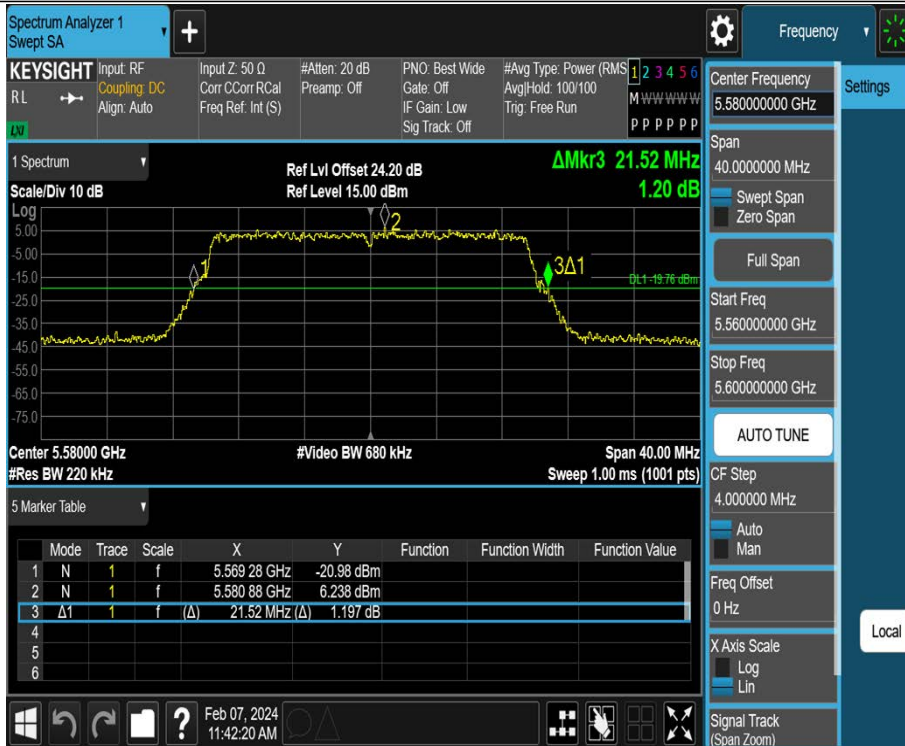 Spectrum Analyzer 1
Swept SA
+
Frequency
KEYSIGHT
RL
LXI
Input: RF
Coupling: DC
Align: Auto
Input Z: 50 Ω
Corr CCorr RCal
Freq Ref: Int (S)
#Atten: 20 dB
Preamp: Off
PNO: Best Wide
Gate: Off
IF Gain: Low
Sig Track: Off
#Avg Type: Power (RMS
Avg|Hold: 100/100
Trig: Free Run
1 2 3 4 5 6
M W W W W W
P P P P P P
1 Spectrum
Scale/Div 10 dB
Ref Lvl Offset 24.20 dB
Ref Level 15.00 dBm
ΔMkr3 21.52 MHz
1.20 dB
Log
5.00
-5.00
-15.0
-25.0
-35.0
-45.0
-55.0
-65.0
-75.0
1
2
3Δ1
DL1 -19.76 dBm
Center 5.58000 GHz
#Video BW 680 kHz
Span 40.00 MHz
#Res BW 220 kHz
Sweep 1.00 ms (1001 pts)
5 Marker Table
Mode Trace Scale X Y Function Function Width Function Value
1 N 1 f 5.569 28 GHz -20.98 dBm
2 N 1 f 5.580 88 GHz 6.238 dBm
3 Δ1 1 f (Δ) 21.52 MHz (Δ) 1.197 dB
4
5
6
?
Feb 07, 2024
11:42:20 AM
Center Frequency
5.580000000 GHz
Span
40.0000000 MHz
Swept Span
Zero Span
Full Span
Start Freq
5.560000000 GHz
Stop Freq
5.600000000 GHz
AUTO TUNE
CF Step
4.000000 MHz
Auto
Man
Freq Offset
0 Hz
X Axis Scale
Log
Lin
Signal Track
(Span Zoom)
Settings
Local